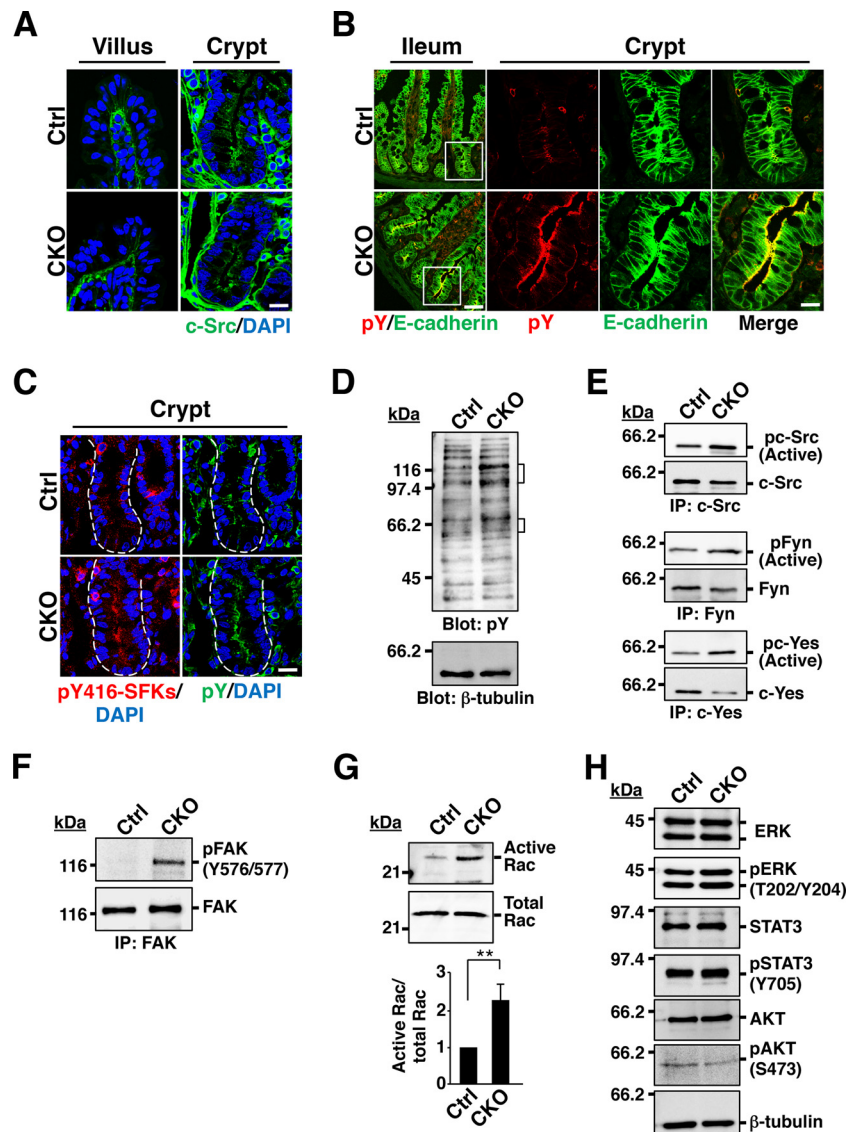 A
Villus Crypt
Ctrl
CKO
c-Src/DAPI
B
Ileum Crypt
Ctrl
CKO
pY/E-cadherin pY E-cadherin Merge
C
Crypt
Ctrl
CKO
pY416-SFKs/ pY/DAPI
DAPI
D
kDa Ctrl CKO
116
97.4
66.2
45
Blot: pY
66.2
Blot: β-tubulin
E
kDa Ctrl CKO
66.2 pc-Src
(Active)
66.2 c-Src
IP: c-Src
66.2 pFyn
(Active)
66.2 Fyn
IP: Fyn
66.2 pc-Yes
(Active)
66.2 c-Yes
IP: c-Yes
F
kDa Ctrl CKO
116 pFAK
(Y576/577)
116 FAK
IP: FAK
G
kDa Ctrl CKO
21 Active
Rac
21 Total
Rac
**
Active Rac/
total Rac
3
2
1
0
Ctrl CKO
H
kDa Ctrl CKO
45 ERK
45 pERK
(T202/Y204)
97.4 STAT3
97.4 pSTAT3
(Y705)
66.2 AKT
66.2 pAKT
(S473)
66.2 β-tubulin